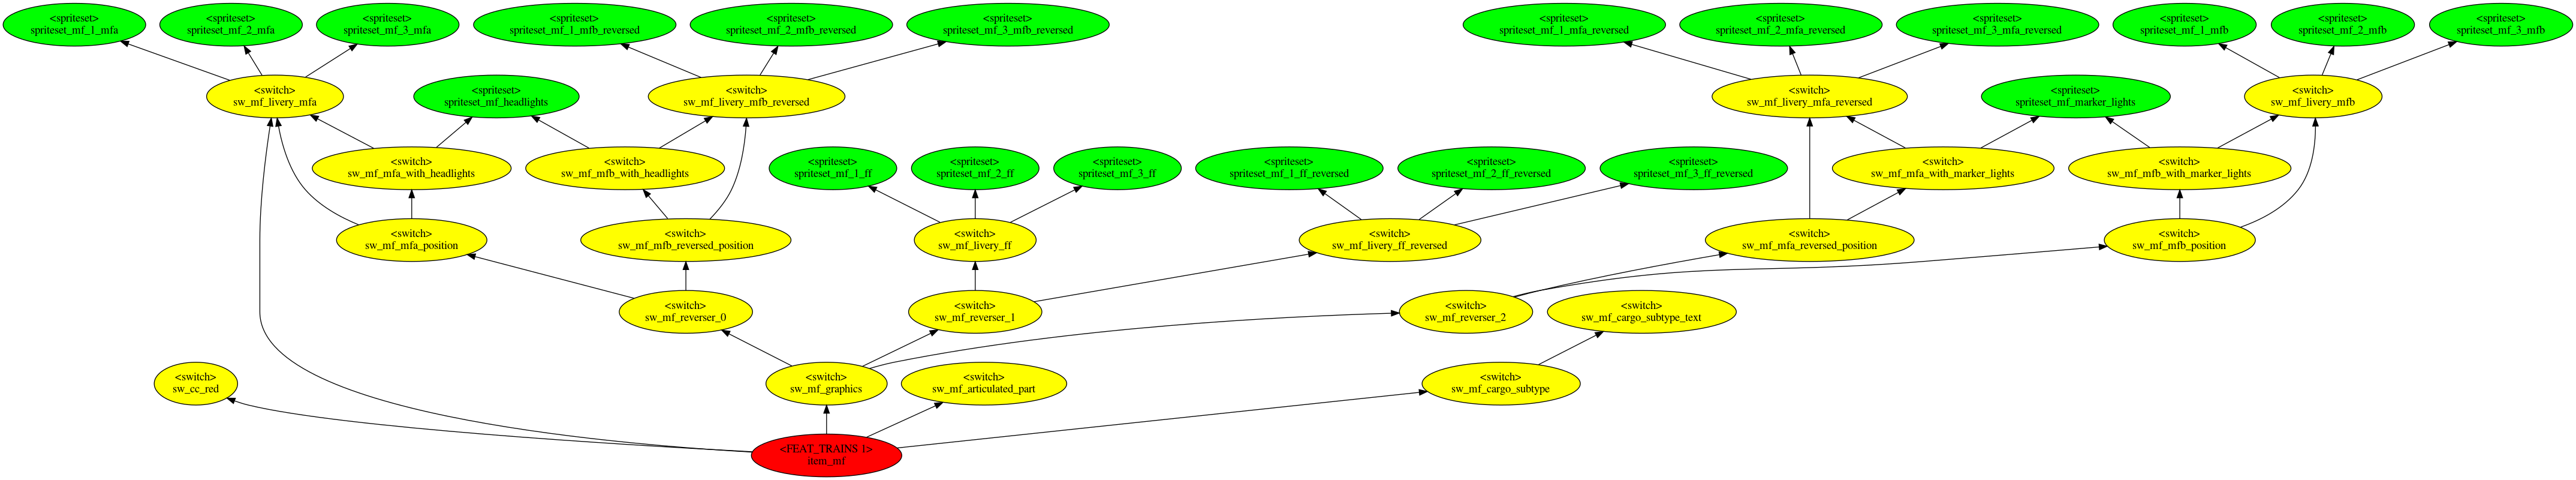 <spriteset>
spriteset_mf_1_mfa
<spriteset>
spriteset_mf_2_mfa
<spriteset>
spriteset_mf_3_mfa
<spriteset>
spriteset_mf_1_mfb_reversed
<spriteset>
spriteset_mf_2_mfb_reversed
<spriteset>
spriteset_mf_3_mfb_reversed
<spriteset>
spriteset_mf_1_mfa_reversed
<spriteset>
spriteset_mf_2_mfa_reversed
<spriteset>
spriteset_mf_3_mfa_reversed
<spriteset>
spriteset_mf_1_mfb
<spriteset>
spriteset_mf_2_mfb
<spriteset>
spriteset_mf_3_mfb
<switch>
sw_mf_livery_mfa
<spriteset>
spriteset_mf_headlights
<switch>
sw_mf_livery_mfb_reversed
<switch>
sw_mf_livery_mfa_reversed
<spriteset>
spriteset_mf_marker_lights
<switch>
sw_mf_livery_mfb
<switch>
sw_mf_mfa_with_headlights
<switch>
sw_mf_mfb_with_headlights
<spriteset>
spriteset_mf_1_ff
<spriteset>
spriteset_mf_2_ff
<spriteset>
spriteset_mf_3_ff
<spriteset>
spriteset_mf_1_ff_reversed
<spriteset>
spriteset_mf_2_ff_reversed
<spriteset>
spriteset_mf_3_ff_reversed
<switch>
sw_mf_mfa_with_marker_lights
<switch>
sw_mf_mfb_with_marker_lights
<switch>
sw_mf_mfa_position
<switch>
sw_mf_mfb_reversed_position
<switch>
sw_mf_livery_ff
<switch>
sw_mf_livery_ff_reversed
<switch>
sw_mf_mfa_reversed_position
<switch>
sw_mf_mfb_position
<switch>
sw_mf_reverser_0
<switch>
sw_mf_reverser_1
<switch>
sw_mf_reverser_2
<switch>
sw_mf_cargo_subtype_text
<switch>
sw_cc_red
<switch>
sw_mf_graphics
<switch>
sw_mf_articulated_part
<switch>
sw_mf_cargo_subtype
<FEAT_TRAINS 1>
item_mf